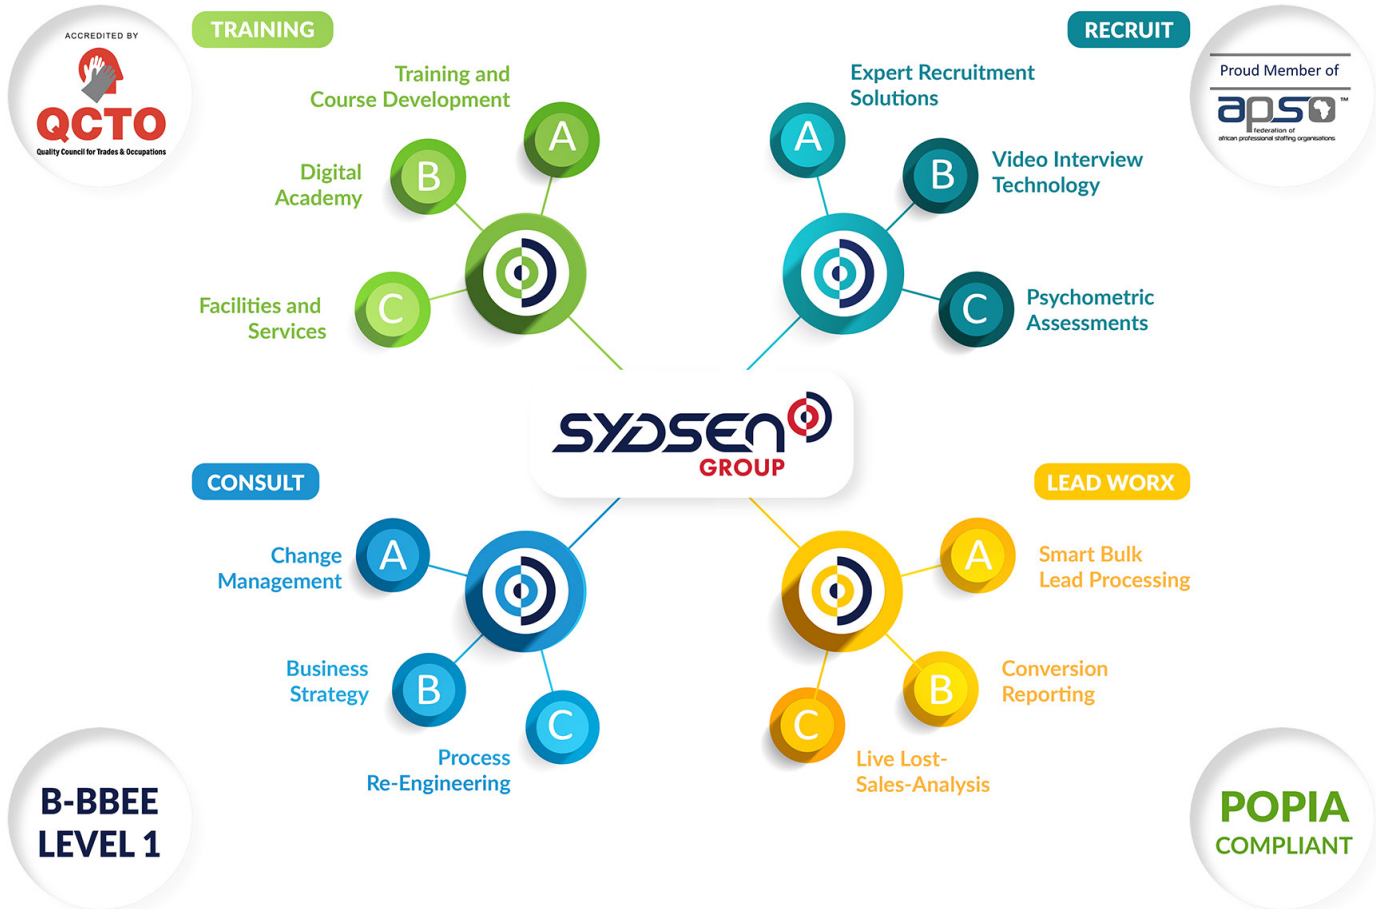 ACCREDITED BY
QCTO
Quality Council for Trades & Occupations
TRAINING
Training and
Course Development
A
Digital
Academy
B
Facilities and
Services
C
RECRUIT
Expert Recruitment
Solutions
A
Video Interview
Technology
B
Psychometric
Assessments
C
Proud Member of
apso™
federation of
african professional staffing organisations
SYDSEN
GROUP
CONSULT
Change
Management
A
Business
Strategy
B
Process
Re-Engineering
C
LEAD WORX
A
Smart Bulk
Lead Processing
B
Conversion
Reporting
C
Live Lost-
Sales-Analysis
B-BBEE
LEVEL 1
POPIA
COMPLIANT